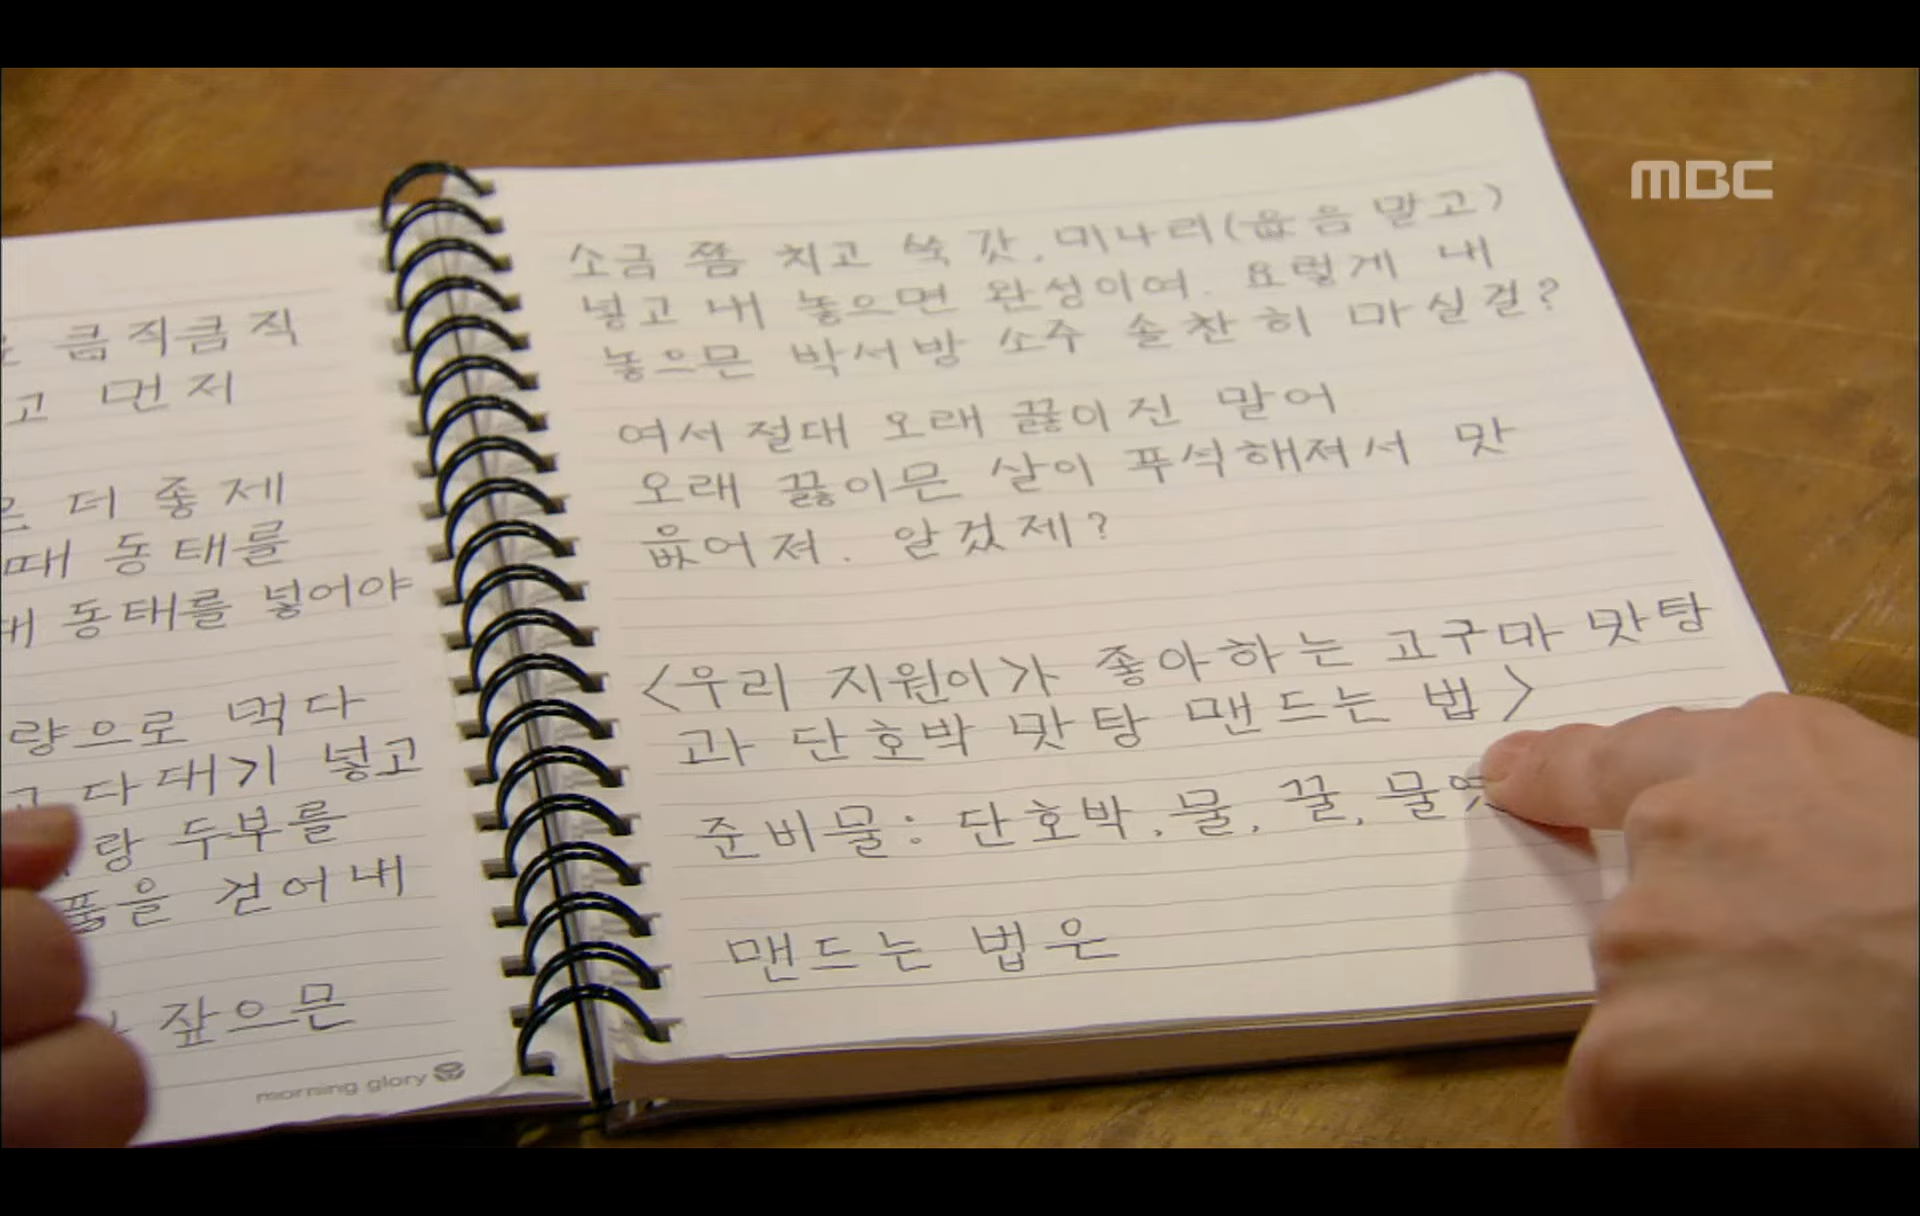 MBC
큼직큼직
고 먼저
더 좋제
때 동태를
동태를 넣어야
량으로 먹다
다대기 넣고
랑 두부를
풀을 걷어내
잪으믄
morning glory
소금 쫌 치고 쑥갓, 미나리(읎음 말고)
넣고 내 놓으면 완성이여. 요렇게 내
놓으믄 박서방 소주 솔찬히 마실걸?
여서 절대 오래 끓이진 말어
오래 끓이믄 살이 푸석해져서 맛
읎어져. 알겄제?
<우리 지원이가 좋아하는 고구마 맛탕
과 단호박 맛탕 맨드는 법>
준비물: 단호박, 물, 꿀, 물엿
맨드는 법은